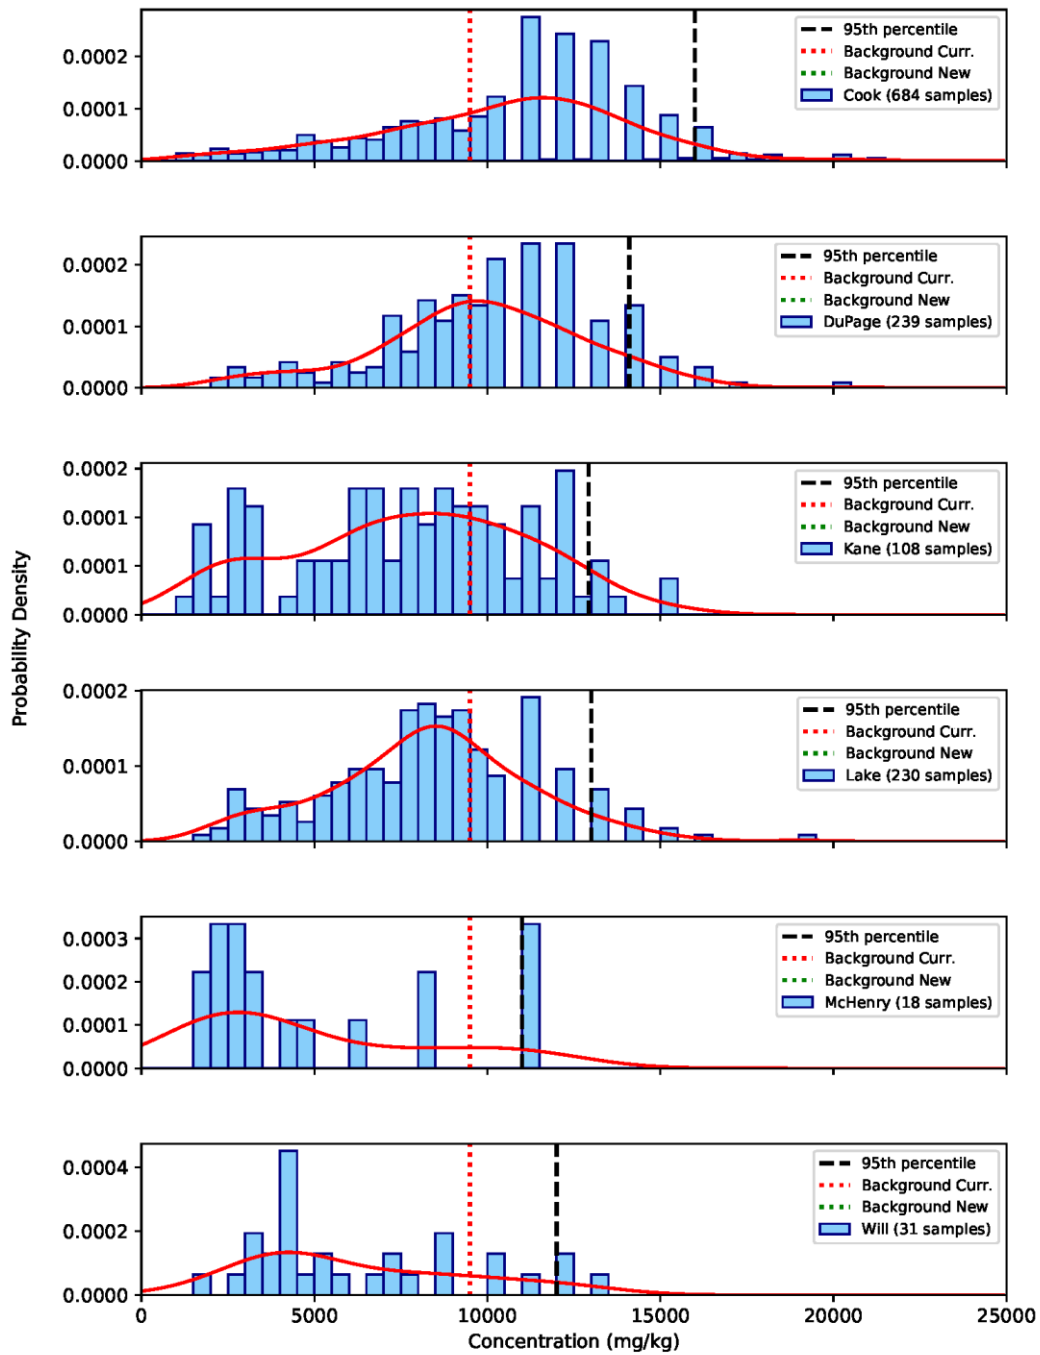 0.0002
0.0001
0.0000
95th percentile
Background Curr.
Background New
Cook (684 samples)
0.0002
0.0001
0.0000
95th percentile
Background Curr.
Background New
DuPage (239 samples)
0.0002
0.0001
0.0001
0.0000
95th percentile
Background Curr.
Background New
Kane (108 samples)
Probability Density
0.0002
0.0001
0.0000
95th percentile
Background Curr.
Background New
Lake (230 samples)
0.0003
0.0002
0.0001
0.0000
95th percentile
Background Curr.
Background New
McHenry (18 samples)
0.0004
0.0002
0.0000
95th percentile
Background Curr.
Background New
Will (31 samples)
0 5000 10000 15000 20000 25000
Concentration (mg/kg)